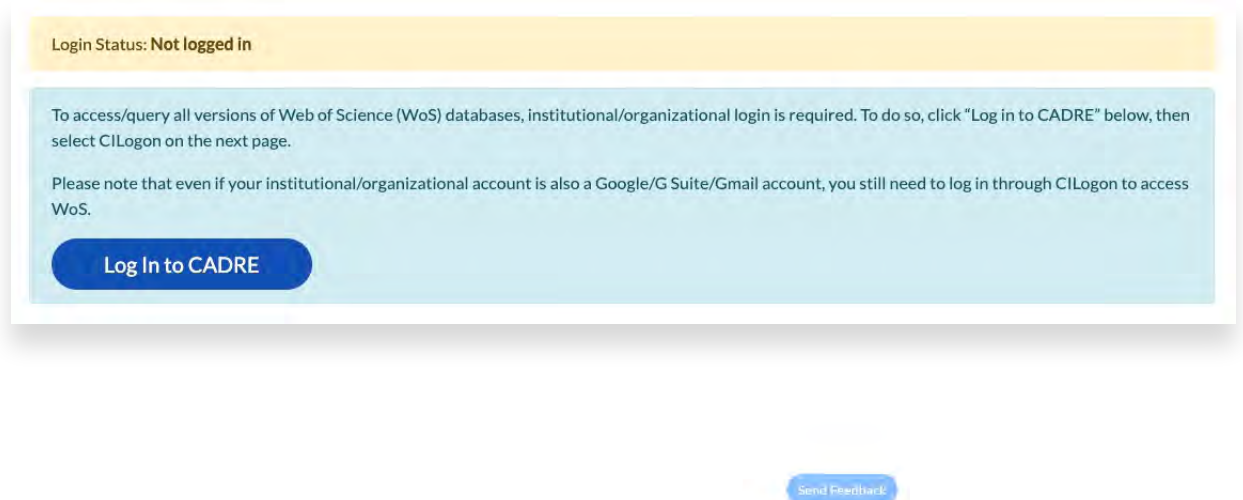 Login Status: Not logged in
To access/query all versions of Web of Science (WoS) databases, institutional/organizational login is required. To do so, click “Log in to CADRE” below, then
select CILogon on the next page.
Please note that even if your institutional/organizational account is also a Google/G Suite/Gmail account, you still need to log in through CILogon to access
WoS.
Log In to CADRE
Send Feedback